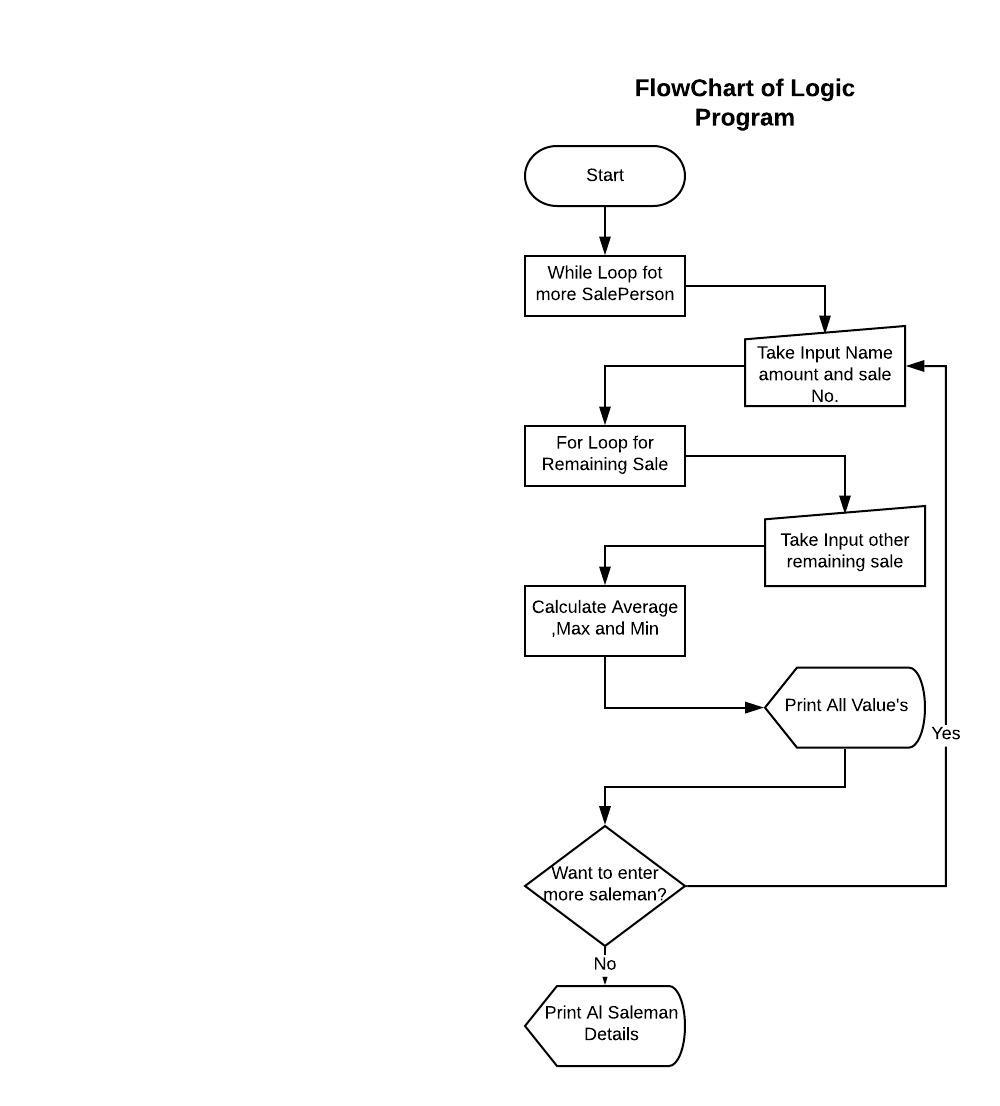 FlowChart of Logic
Program
Start
While Loop fot
more SalePerson
Take Input Name
amount and sale
No.
For Loop for
Remaining Sale
Take Input other
remaining sale
Calculate Average
,Max and Min
Print All Value's
Yes
Want to enter
more saleman?
No
Print Al Saleman
Details